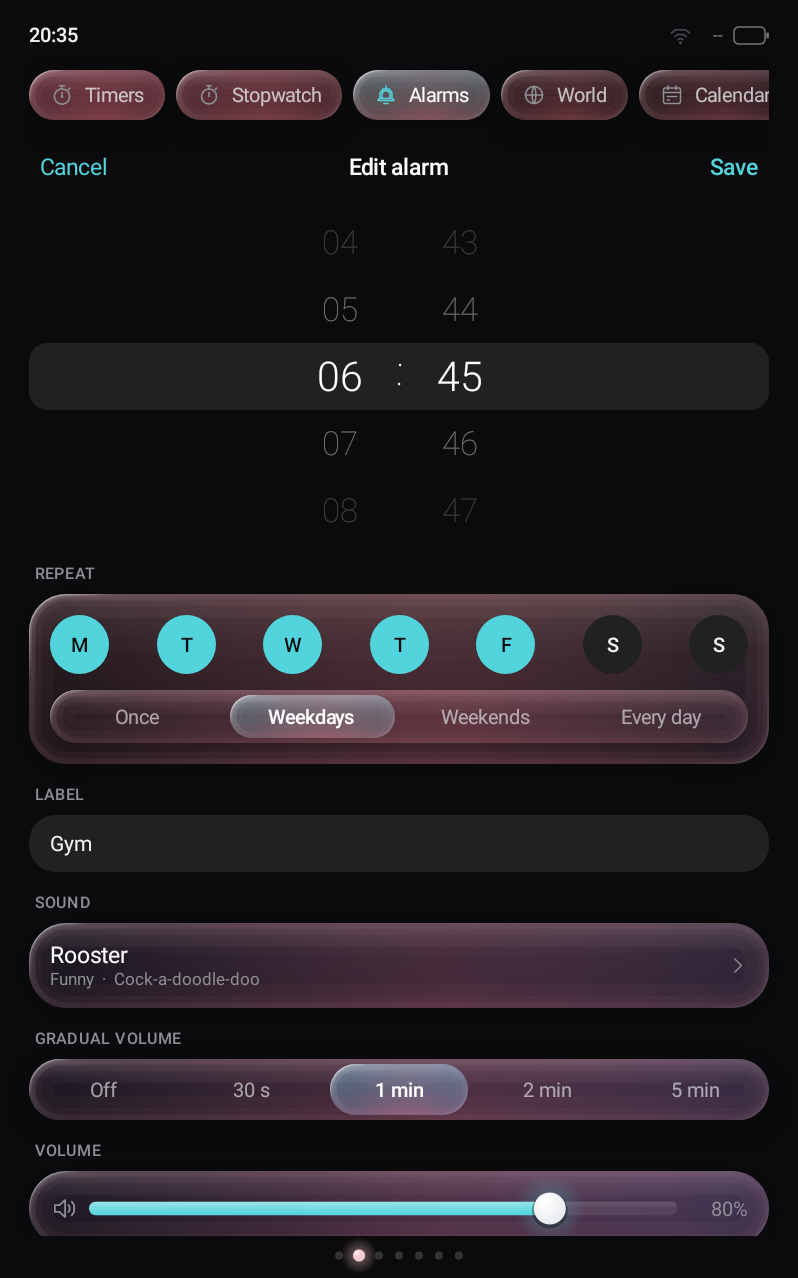 20:35
--
Timers Stopwatch Alarms World Calendar
Cancel Edit alarm Save
04 43
05 44
06 : 45
07 46
08 47
REPEAT
M T W T F S S
Once Weekdays Weekends Every day
LABEL
Gym
SOUND
Rooster
Funny · Cock-a-doodle-doo
GRADUAL VOLUME
Off 30 s 1 min 2 min 5 min
VOLUME
80%